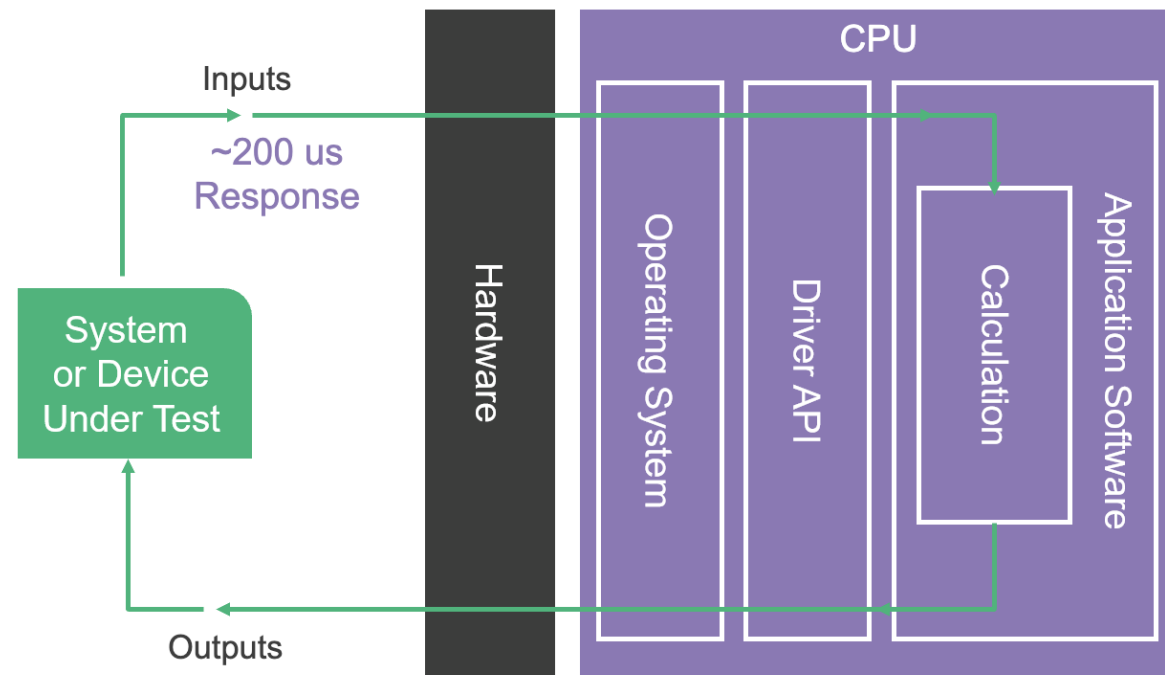 CPU
Inputs
~200 us
Response
System
or Device
Under Test
Hardware
Operating System
Driver API
Calculation
Application Software
Outputs